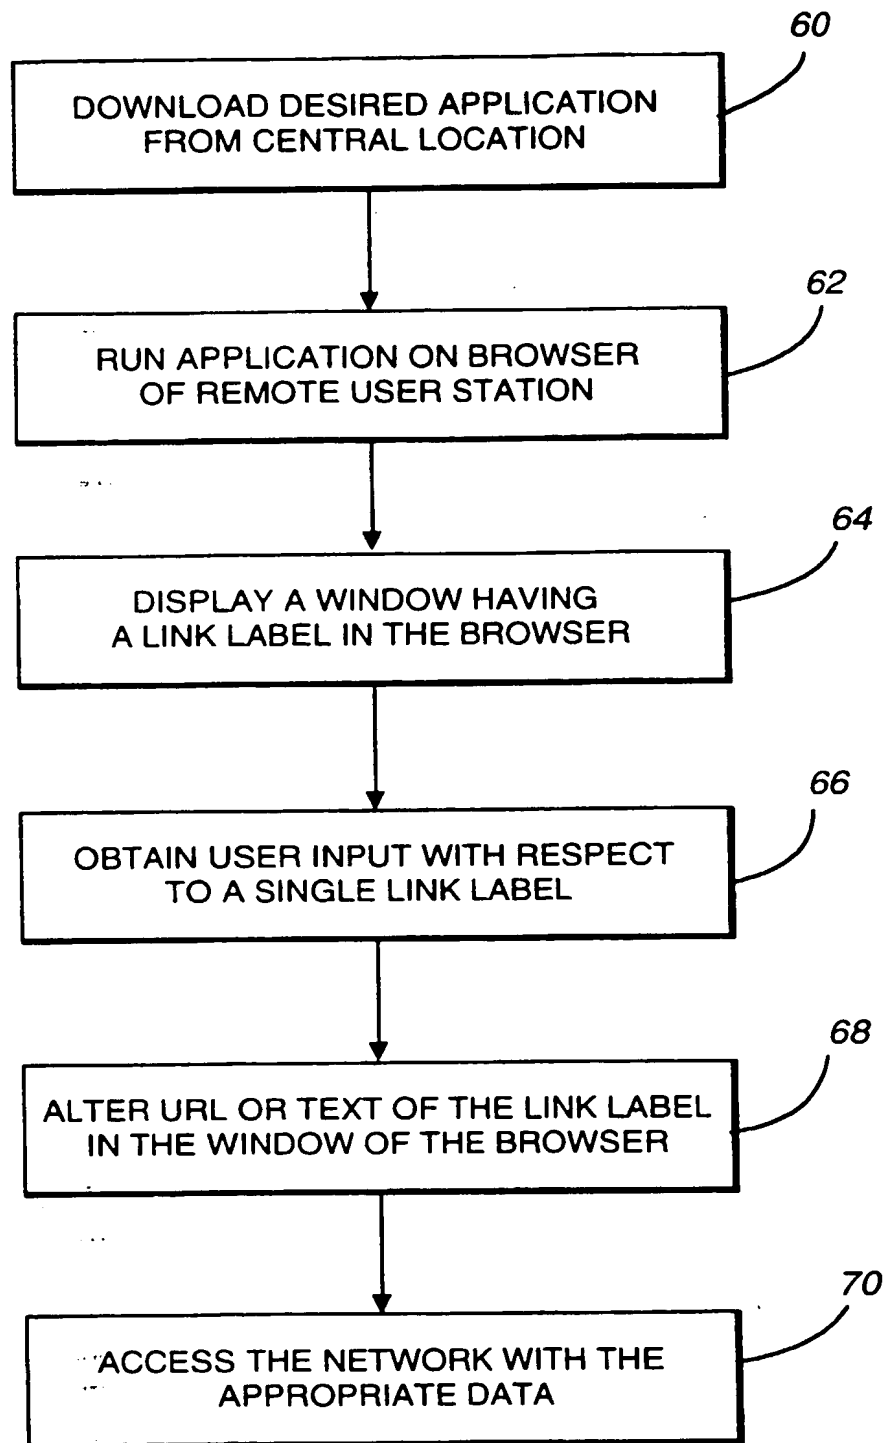 60
DOWNLOAD DESIRED APPLICATION
FROM CENTRAL LOCATION
62
RUN APPLICATION ON BROWSER
OF REMOTE USER STATION
64
DISPLAY A WINDOW HAVING
A LINK LABEL IN THE BROWSER
66
OBTAIN USER INPUT WITH RESPECT
TO A SINGLE LINK LABEL
68
ALTER URL OR TEXT OF THE LINK LABEL
IN THE WINDOW OF THE BROWSER
70
ACCESS THE NETWORK WITH THE
APPROPRIATE DATA